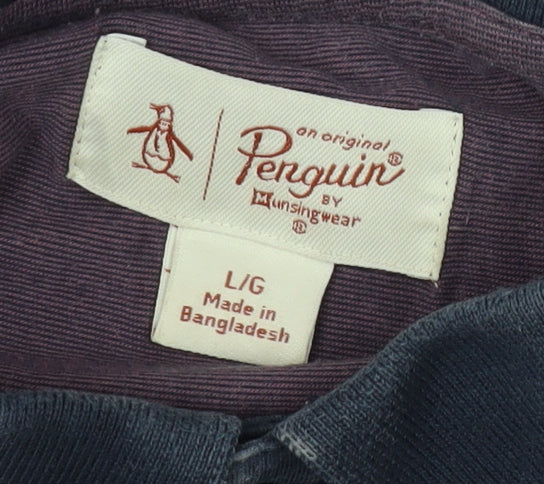 an original
Penguin®
BY
Munsingwear
®
L/G
Made in
Bangladesh